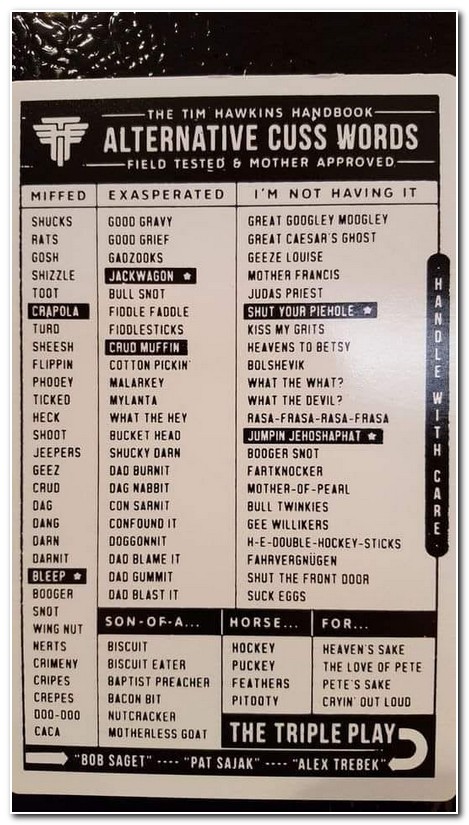 THE TIM HAWKINS HANDBOOK
ALTERNATIVE CUSS WORDS
FIELD TESTED & MOTHER APPROVED
MIFFED
SHUCKS
RATS
GOSH
SHIZZLE
TOOT
CRAPOLA
TURD
SHEESH
FLIPPIN
PHOOEY
TICKED
HECK
SHOOT
JEEPERS
GEEZ
CRUD
DAG
DANG
DARN
DARNIT
BLEEP
BOOGER
SNOT
WING NUT
NERTS
CRIMENY
CRIPES
CREPES
DOO-DOO
CACA
EXASPERATED
GOOD GRAVY
GOOD GRIEF
GADZOOKS
JACKWAGON
BULL SNOT
FIDDLE FADDLE
FIDDLESTICKS
CRUD MUFFIN
COTTON PICKIN'
MALARKEY
MYLANTA
WHAT THE HEY
BUCKET HEAD
SHUCKY DARN
DAD BURNIT
DAG NABBIT
CON SARNIT
CONFOUND IT
DOGGONNIT
DAD BLAME IT
DAD GUMMIT
DAD BLAST IT
I'M NOT HAVING IT
GREAT GOOGLEY MOOGLEY
GREAT CAESAR'S GHOST
GEEZE LOUISE
MOTHER FRANCIS
JUDAS PRIEST
SHUT YOUR PIEHOLE
KISS MY GRITS
HEAVENS TO BETSY
BOLSHEVIK
WHAT THE WHAT?
WHAT THE DEVIL?
RASA-FRASA-RASA-FRASA
JUMPIN JEHOSHAPHAT
BOOGER SNOT
FARTKNOCKER
MOTHER-OF-PEARL
BULL TWINKIES
GEE WILLIKERS
H-E-DOUBLE-HOCKEY-STICKS
FAHRVERGNÜGEN
SHUT THE FRONT DOOR
SUCK EGGS
SON-OF-A...
BISCUIT
BISCUIT EATER
BAPTIST PREACHER
BACON BIT
NUTCRACKER
MOTHERLESS GOAT
HORSE...
HOCKEY
PUCKEY
FEATHERS
PITOOTY
FOR...
HEAVEN'S SAKE
THE LOVE OF PETE
PETE'S SAKE
CRYIN' OUT LOUD
THE TRIPLE PLAY
"BOB SAGET" ---- "PAT SAJAK" ---- "ALEX TREBEK"
HANDLE WITH CARE